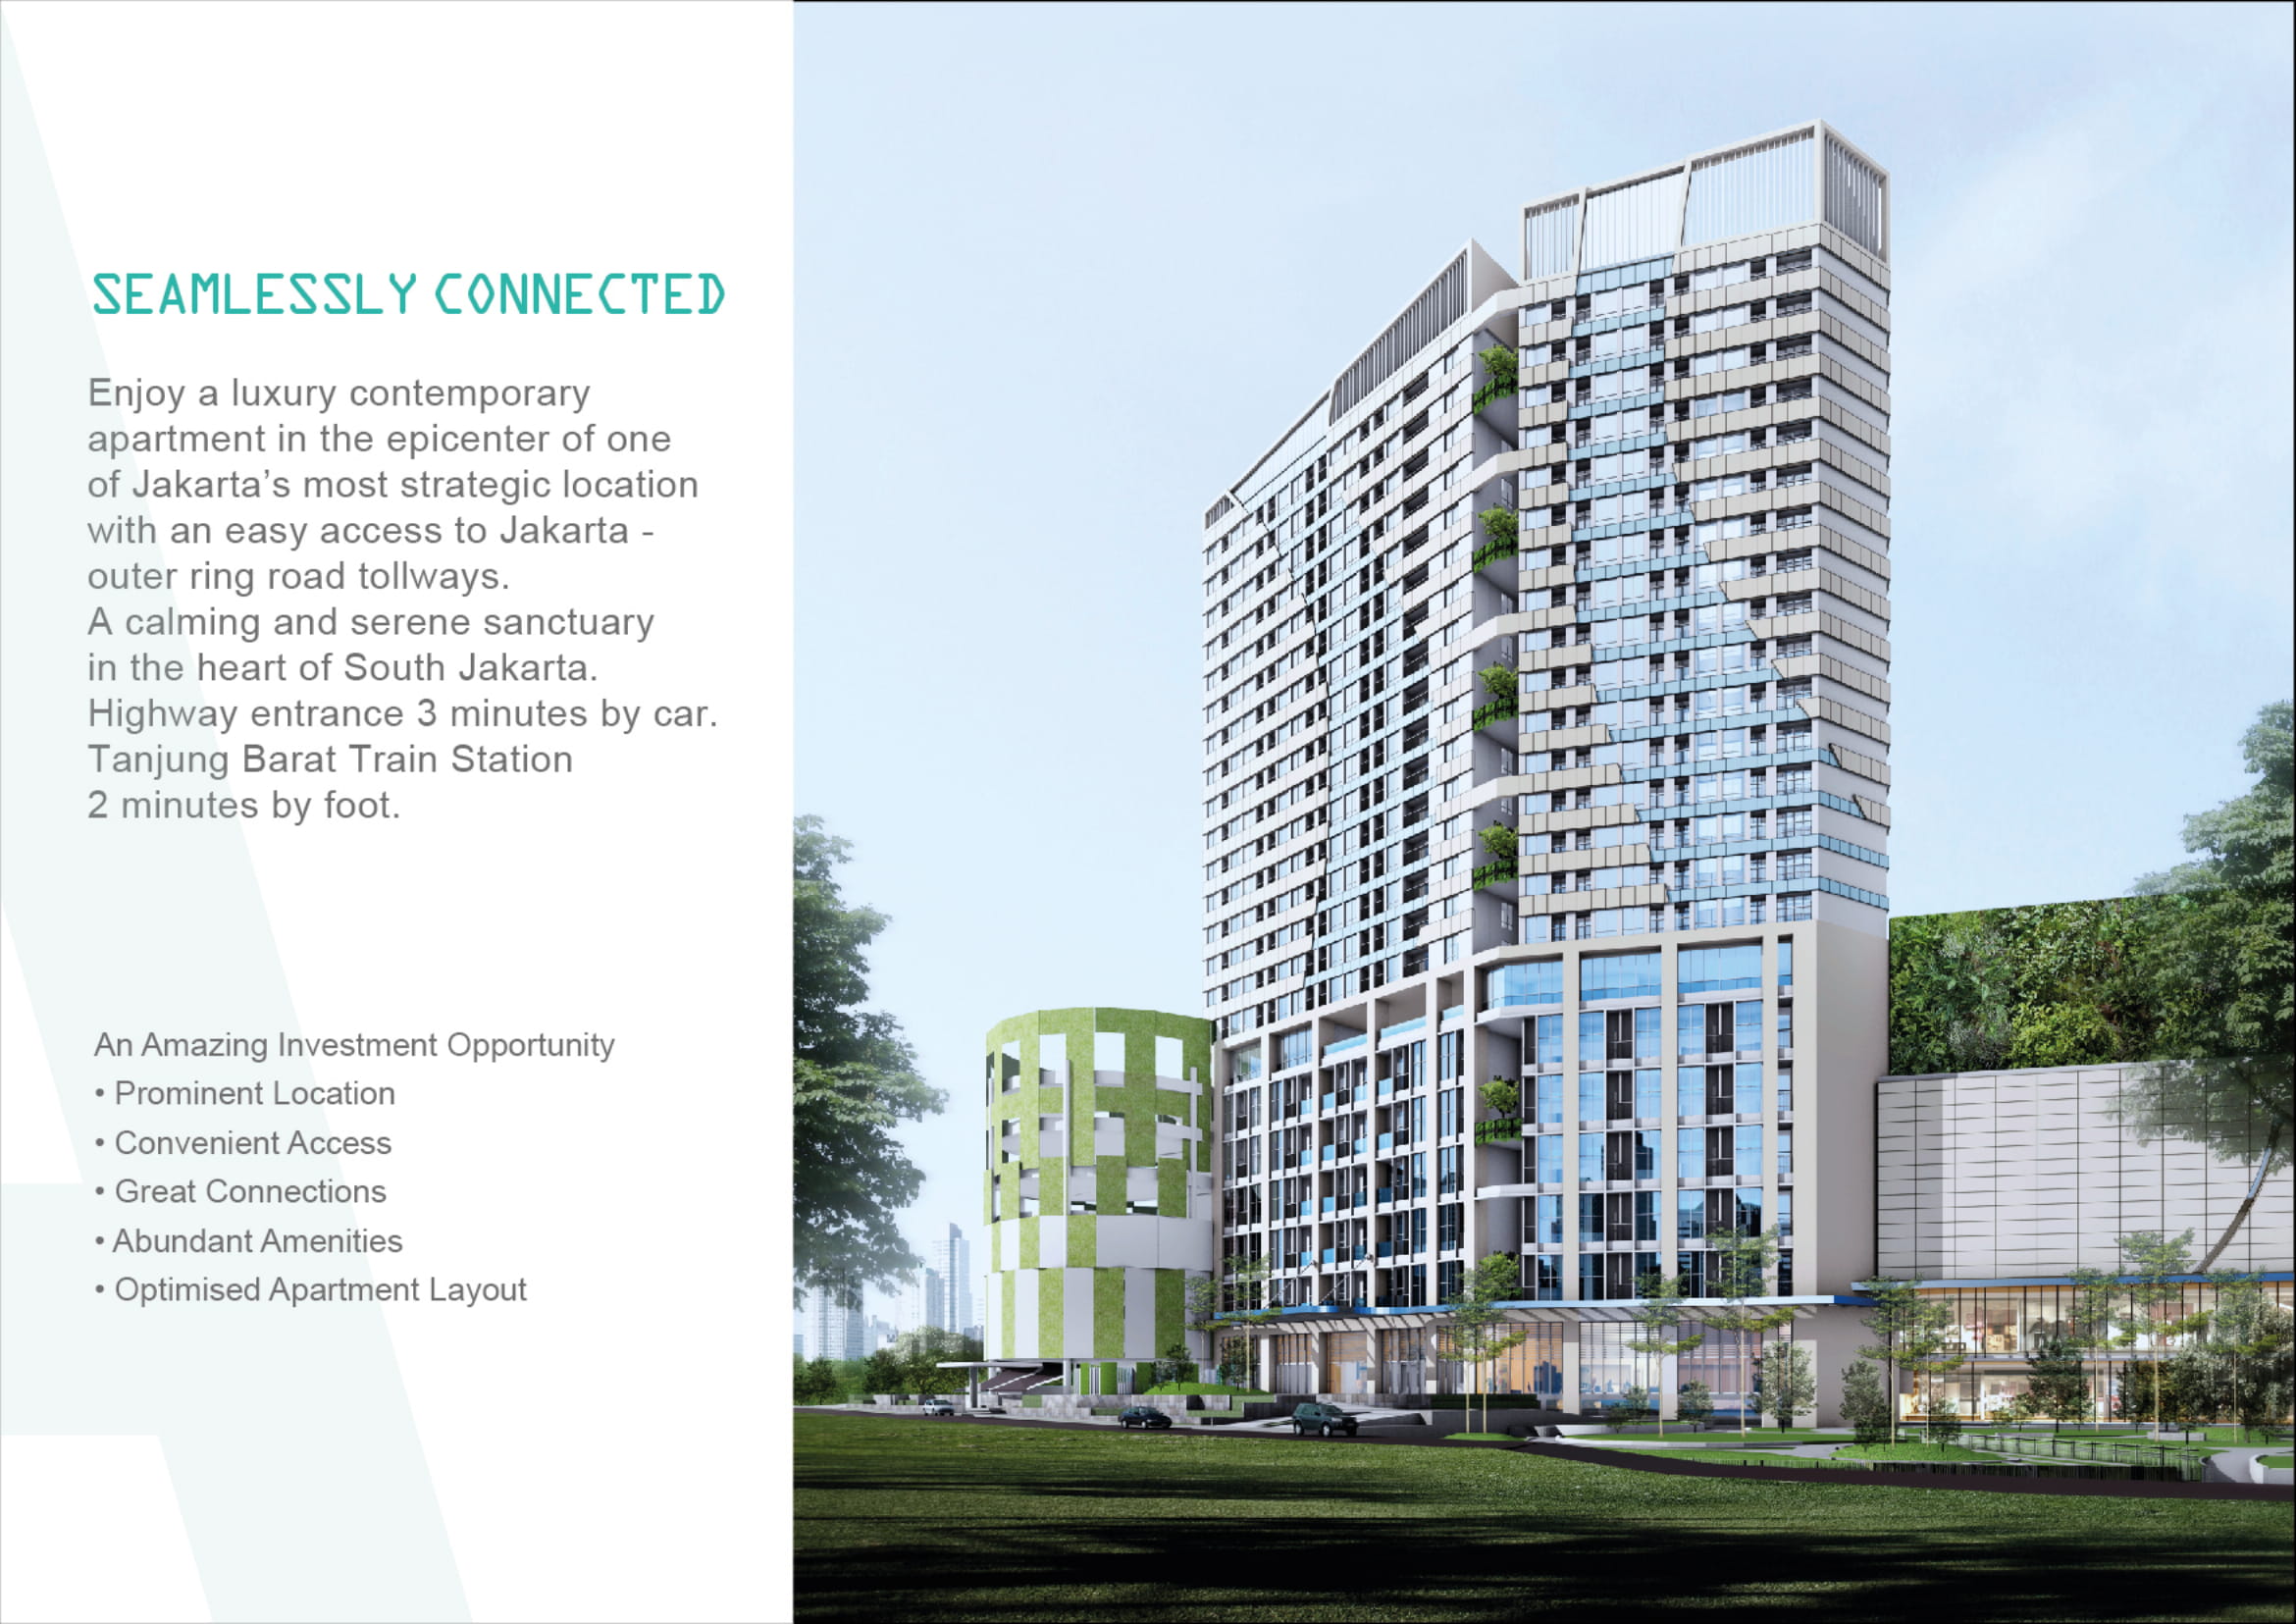 SEAMLESSLY CONNECTED
Enjoy a luxury contemporary
apartment in the epicenter of one
of Jakarta’s most strategic location
with an easy access to Jakarta -
outer ring road tollways.
A calming and serene sanctuary
in the heart of South Jakarta.
Highway entrance 3 minutes by car.
Tanjung Barat Train Station
2 minutes by foot.
An Amazing Investment Opportunity
• Prominent Location
• Convenient Access
• Great Connections
• Abundant Amenities
• Optimised Apartment Layout